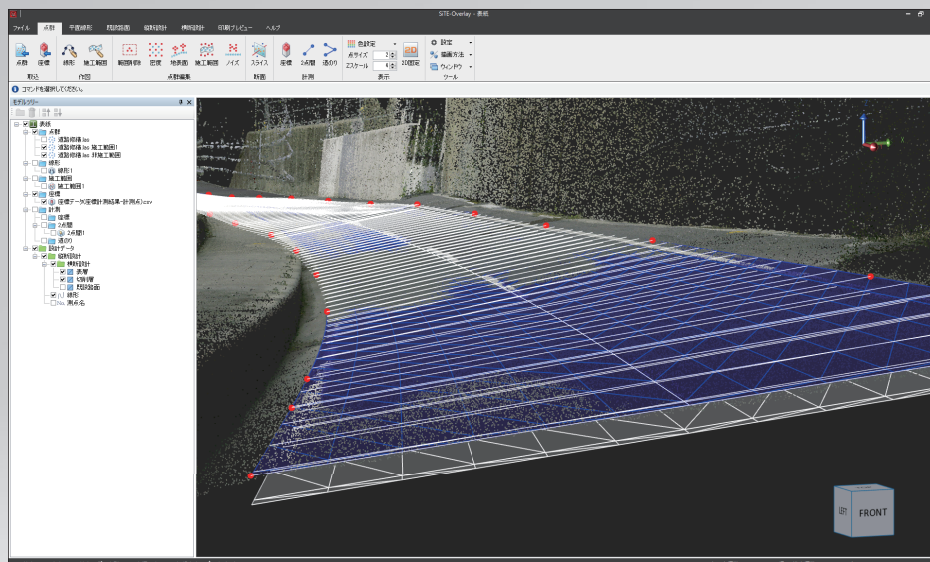 SiTE-Overlay - 表紙
ファイル 点群 平面線形 既設路面 縦断設計 横断設計 印刷プレビュー ヘルプ
点群 座標 線形 施工範囲 範囲削除 密度 地表面 施工範囲 ノイズ スライス 座標 2点間 道のり
色設定
点サイズ 2
Zスケール
2D固定
設定
描画方法
ウィンドウ
取込 作図 点群編集 断面 計測 表示 ツール
コマンドを選択してください。
モデルツリー
表紙
点群
道路修繕.las
道路修繕.las 施工範囲1
道路修繕.las 非施工範囲
線形
線形1
施工範囲
施工範囲1
座標
座標データ(座標計測結果-計測点).csv
計測
座標
2点間
2点間1
道のり
設計データ
縦断設計
横断設計
表層
切削層
既設路面
線形
No. 測点名
LEFT FRONT